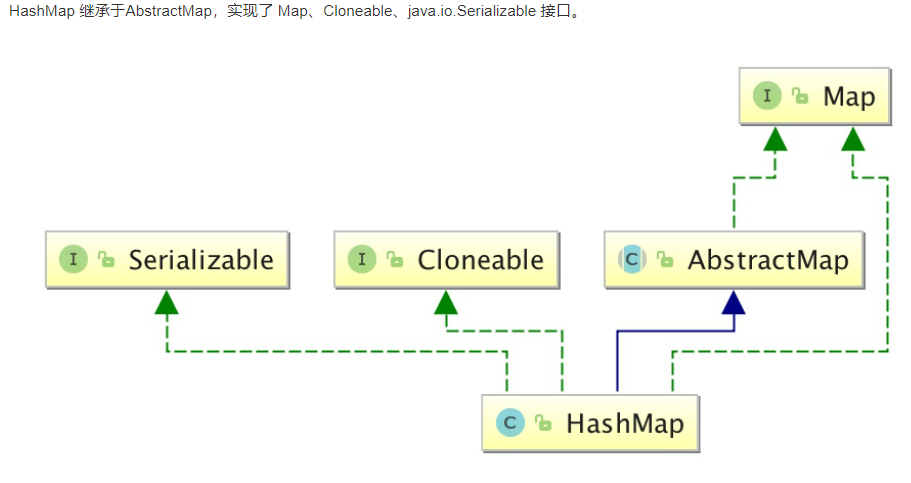 HashMap 继承于AbstractMap，实现了 Map、Cloneable、java.io.Serializable 接口。
I Map
I Serializable
I Cloneable
C AbstractMap
C HashMap